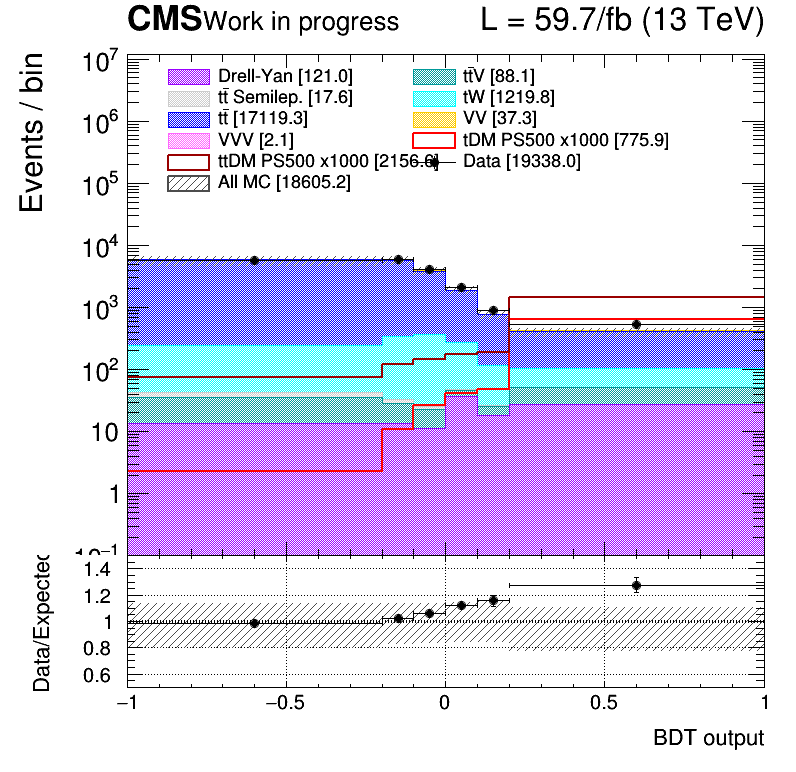 CMS Work in progress L = 59.7/fb (13 TeV)
Events / bin
10⁷
10⁶
10⁵
10⁴
10³
10²
10
1
10⁻¹
Drell-Yan [121.0] tt̄V [88.1]
tt̄ Semilep. [17.6] tW [1219.8]
tt̄ [17119.3] VV [37.3]
VVV [2.1] tDM PS500 x1000 [775.9]
ttDM PS500 x1000 [2156.6] Data [19338.0]
All MC [18605.2]
Data/Expected
1.4
1.2
1
0.8
0.6
−1 −0.5 0 0.5 1
BDT output